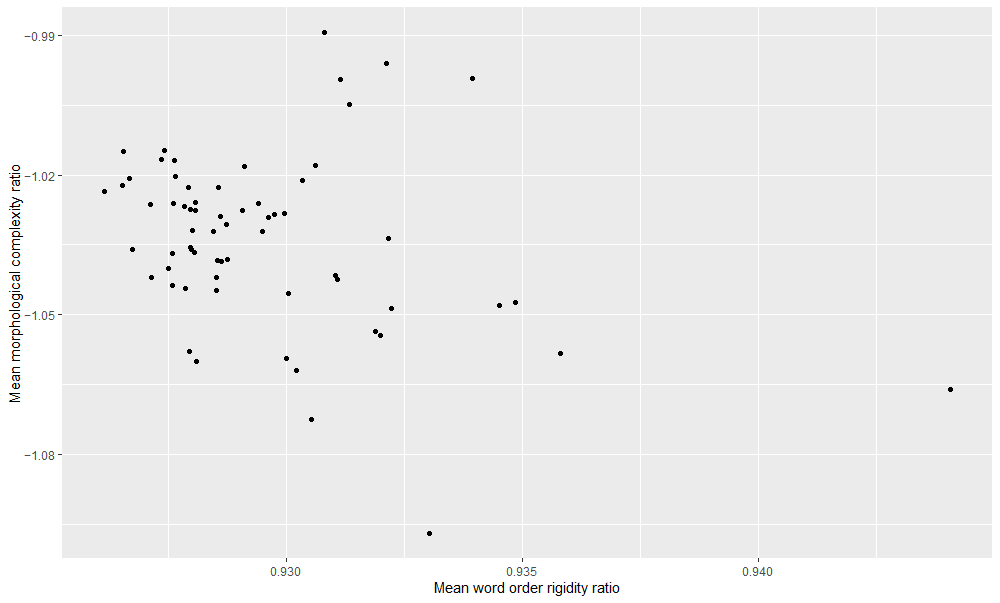 Mean morphological complexity ratio
−0.99
−1.02
−1.05
−1.08
0.930 0.935 0.940
Mean word order rigidity ratio